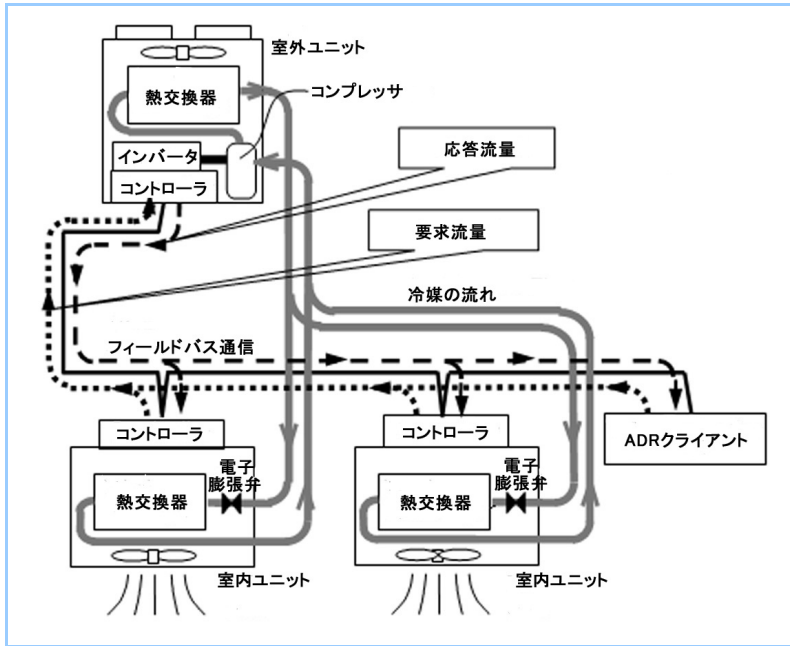 室外ユニット
熱交換器
コンプレッサ
インバータ
コントローラ
応答流量
要求流量
冷媒の流れ
フィールドバス通信
コントローラ
コントローラ
ADRクライアント
電子
膨張弁
熱交換器
電子
膨張弁
熱交換器
室内ユニット
室内ユニット